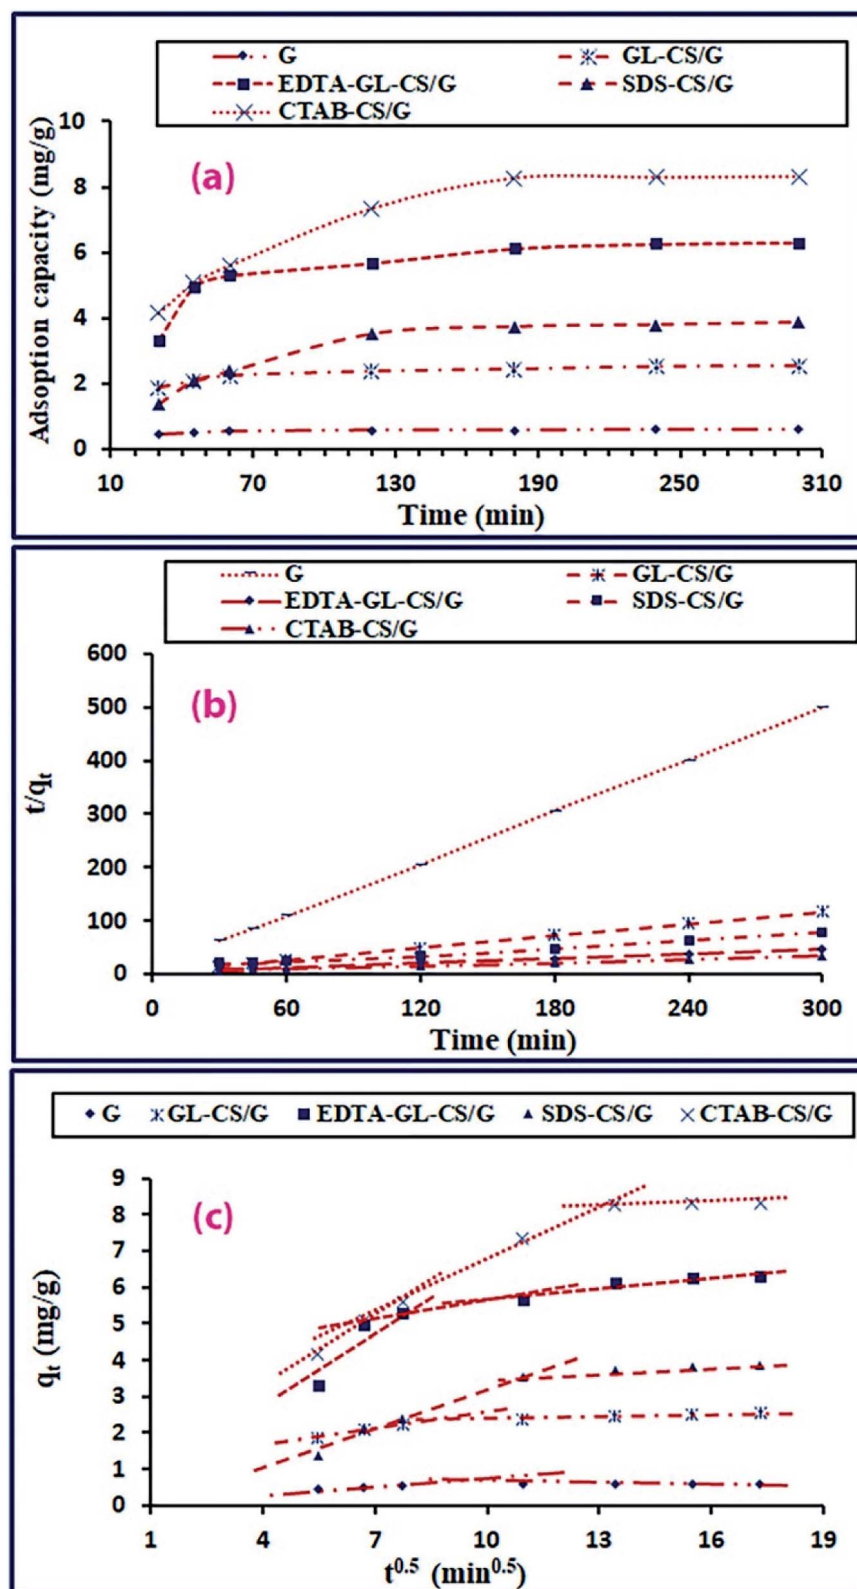 G GL-CS/G
EDTA-GL-CS/G SDS-CS/G
CTAB-CS/G
10
8
6
4
2
0
Adsoption capacity (mg/g)
(a)
10 70 130 190 250 310
Time (min)
G GL-CS/G
EDTA-GL-CS/G SDS-CS/G
CTAB-CS/G
600
500
400
300
200
100
0
t/qt
(b)
0 60 120 180 240 300
Time (min)
G GL-CS/G EDTA-GL-CS/G SDS-CS/G CTAB-CS/G
9
8
7
6
5
4
3
2
1
0
qt (mg/g)
(c)
1 4 7 10 13 16 19
t^0.5 (min^0.5)